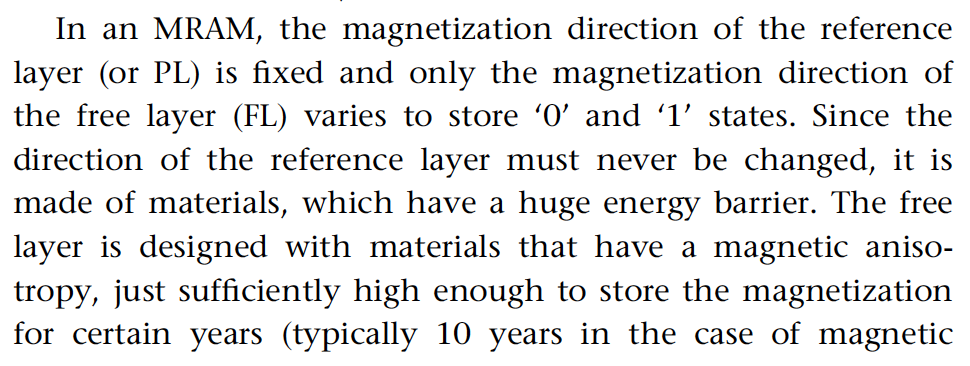 In an MRAM, the magnetization direction of the reference
layer (or PL) is fixed and only the magnetization direction of
the free layer (FL) varies to store ‘0’ and ‘1’ states. Since the
direction of the reference layer must never be changed, it is
made of materials, which have a huge energy barrier. The free
layer is designed with materials that have a magnetic aniso-
tropy, just sufficiently high enough to store the magnetization
for certain years (typically 10 years in the case of magnetic